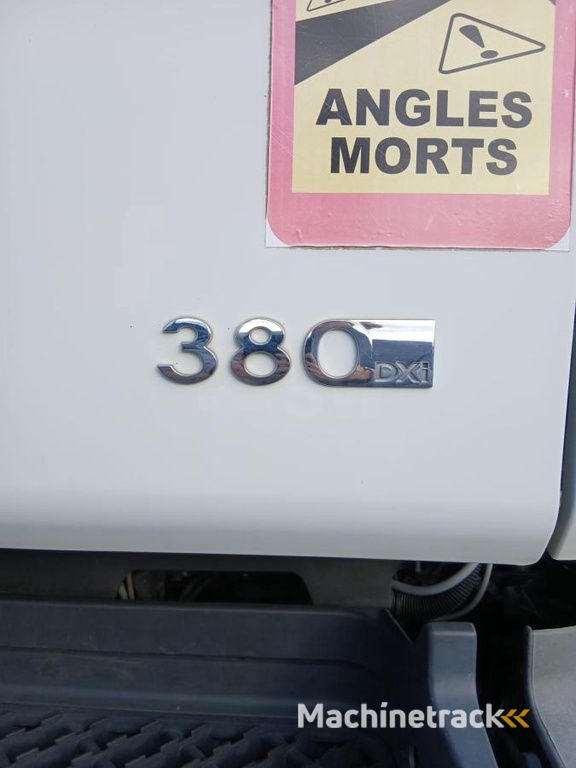 ANGLES
MORTS
380 DXi
Machinetrack